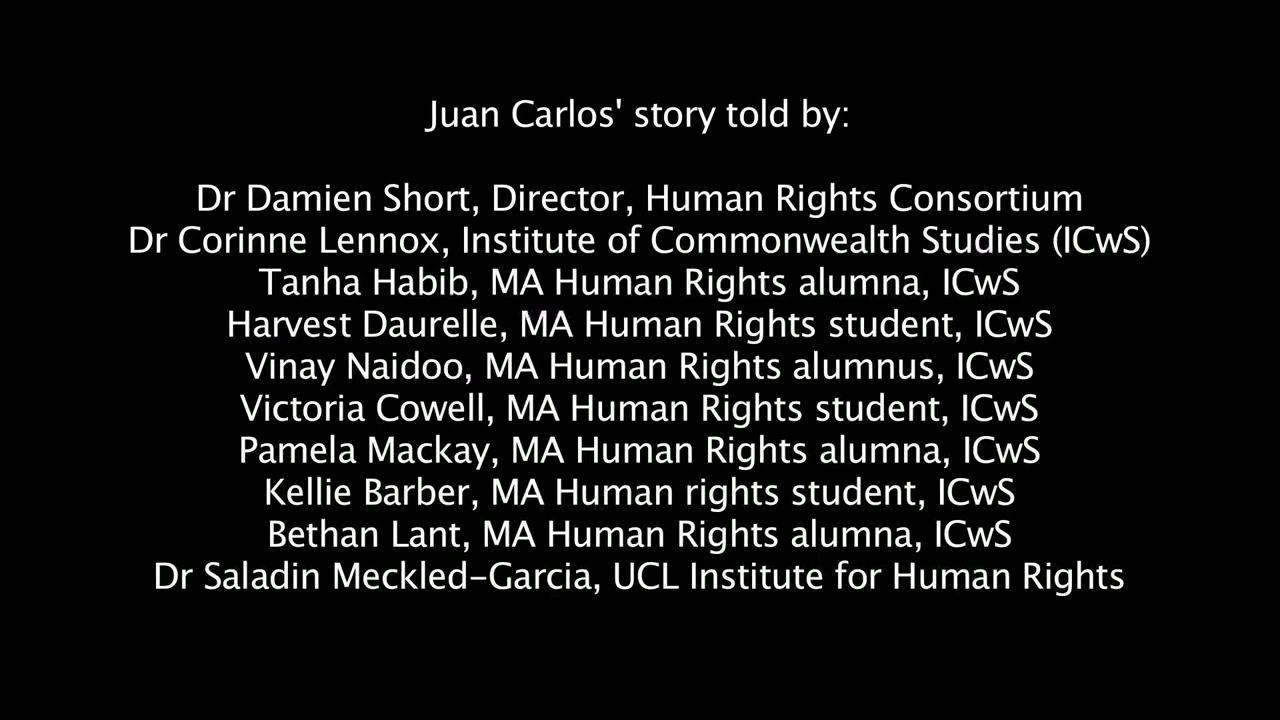 Juan Carlos' story told by:
Dr Damien Short, Director, Human Rights Consortium
Dr Corinne Lennox, Institute of Commonwealth Studies (ICwS)
Tanha Habib, MA Human Rights alumna, ICwS
Harvest Daurelle, MA Human Rights student, ICwS
Vinay Naidoo, MA Human Rights alumnus, ICwS
Victoria Cowell, MA Human Rights student, ICwS
Pamela Mackay, MA Human Rights alumna, ICwS
Kellie Barber, MA Human rights student, ICwS
Bethan Lant, MA Human Rights alumna, ICwS
Dr Saladin Meckled-Garcia, UCL Institute for Human Rights